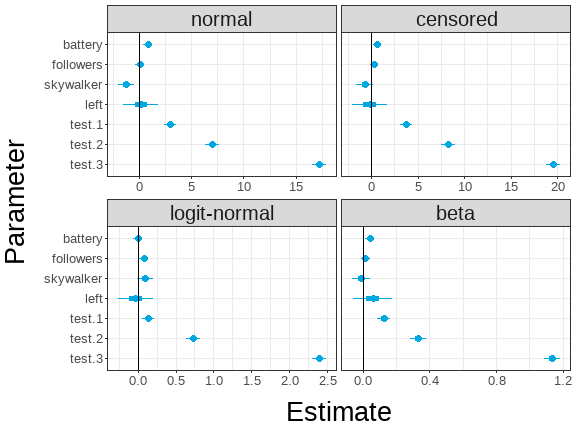 normal
censored
battery
followers
skywalker
left
test.1
test.2
test.3
0 5 10 15
0 5 10 15 20
logit-normal
beta
battery
followers
skywalker
left
test.1
test.2
test.3
0.0 0.5 1.0 1.5 2.0 2.5
0.0 0.4 0.8 1.2
Parameter
Estimate